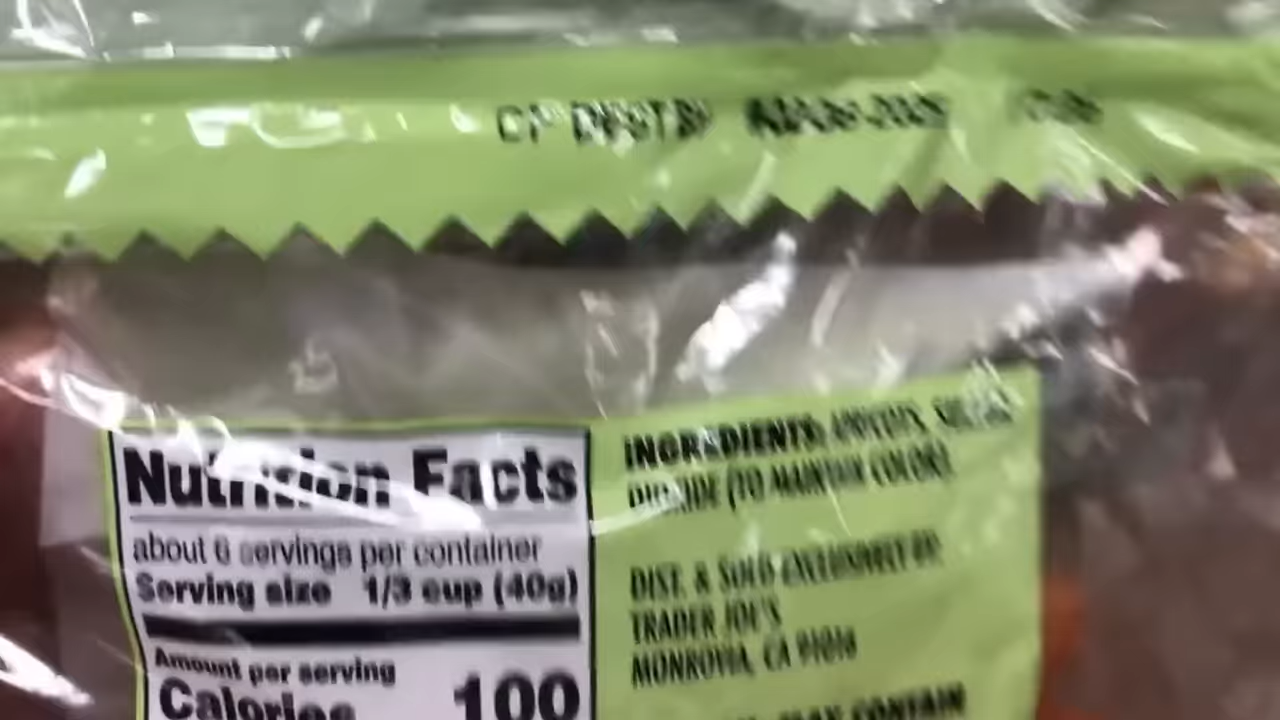 Nutrition Facts
about 6 servings per container
Serving size 1/3 cup (40g)
Amount per serving
Calories 100
INGREDIENTS:
DIOXIDE (TO MAINTAIN COLOR).
DIST. & SOLD EXCLUSIVELY BY:
TRADER JOE'S
MONROVIA, CA 91016
MAY CONTAIN